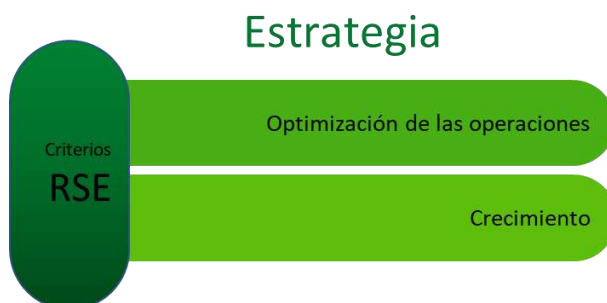 Estrategia
Optimización de las operaciones
Criterios
RSE
Crecimiento